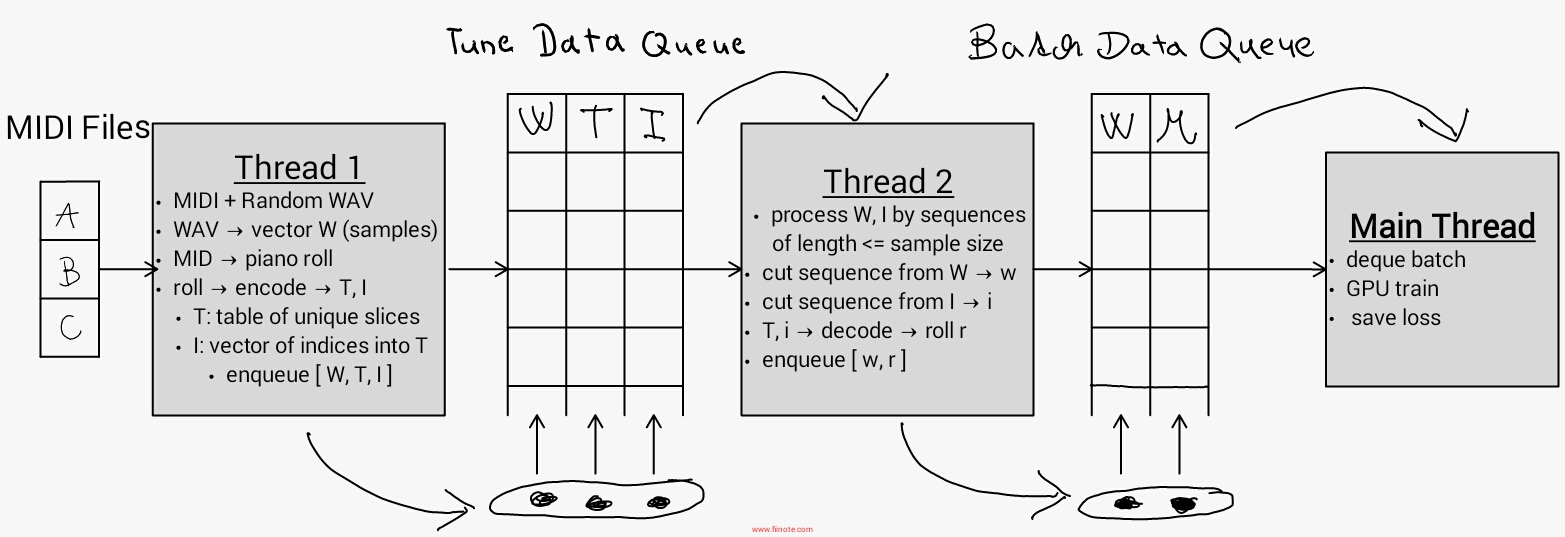 Tune Data Queue
Batch Data Queue
MIDI Files
A
B
C
Thread 1
• MIDI + Random WAV
• WAV → vector W (samples)
• MID → piano roll
• roll → encode → T, I
• T: table of unique slices
• I: vector of indices into T
• enqueue [ W, T, I ]
W T I
Thread 2
• process W, I by sequences
of length <= sample size
• cut sequence from W → w
• cut sequence from I → i
• T, i → decode → roll r
• enqueue [ w, r ]
W
Main Thread
• deque batch
• GPU train
• save loss
www.fiinote.com